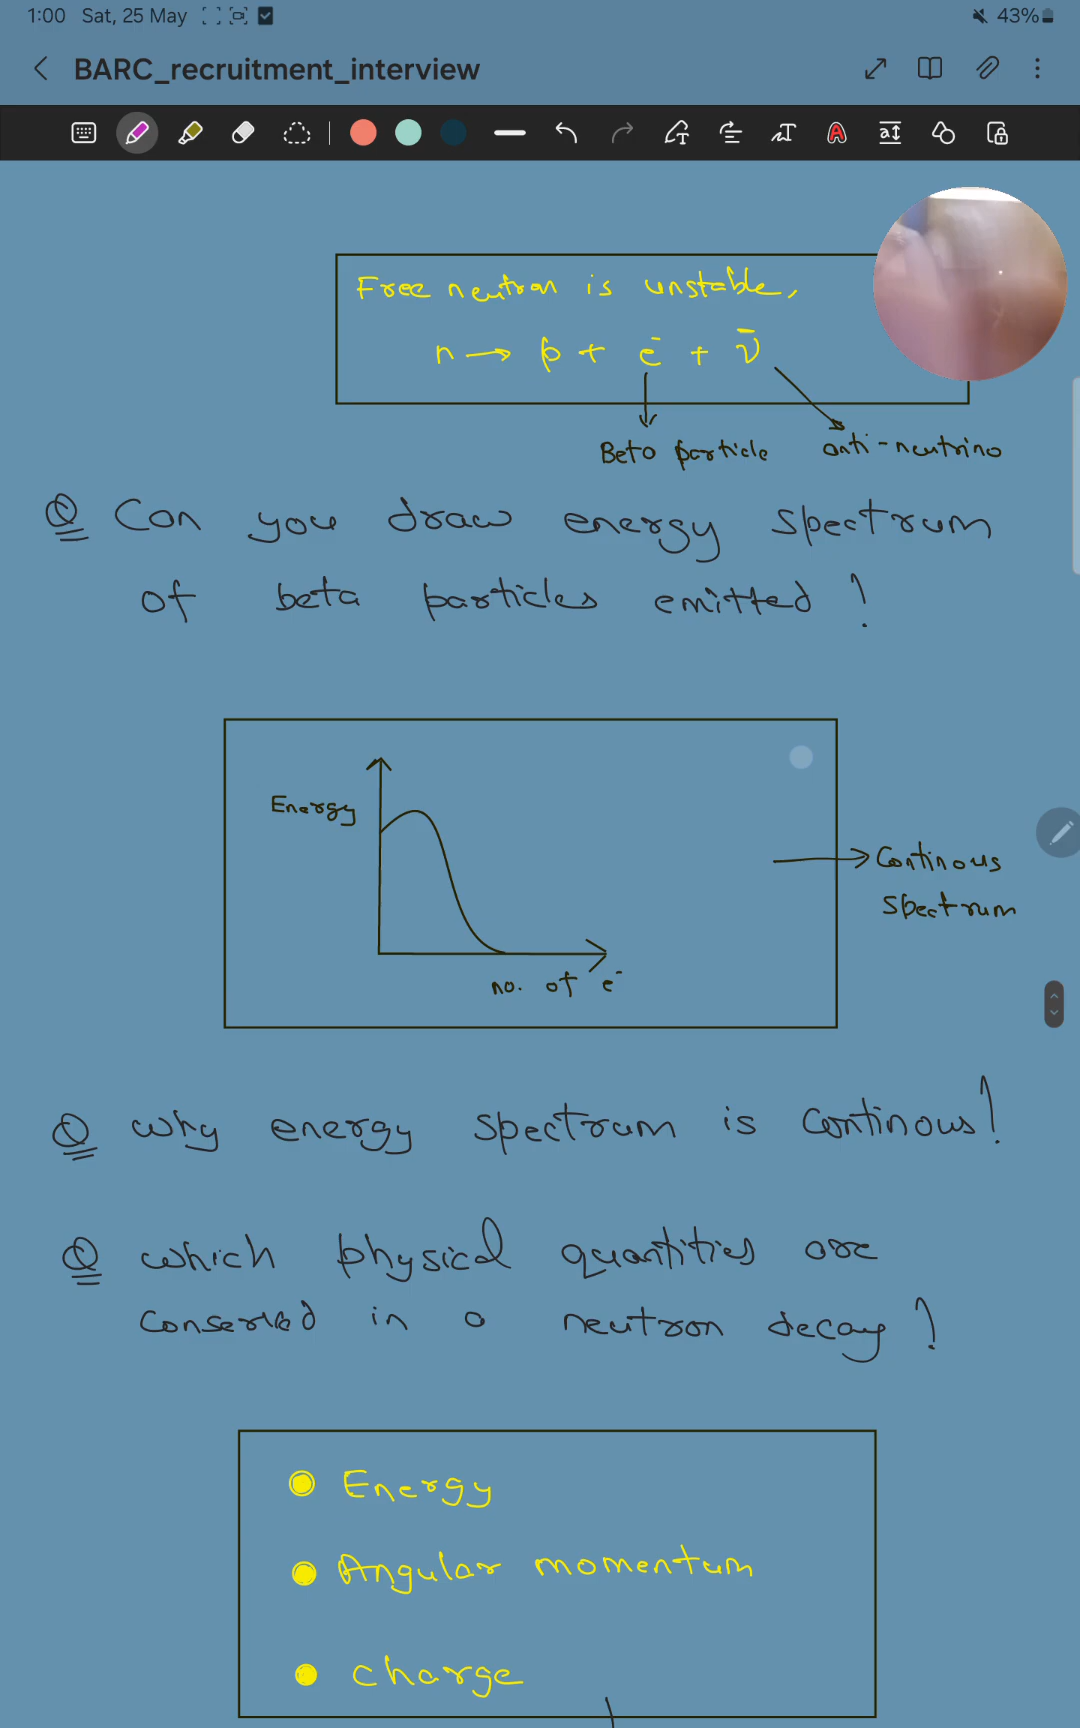 1:00 Sat, 25 May
43%
BARC_recruitment_interview
Free neutron is unstable,
n → p + e⁻ + ν̄
Beta particle
anti-neutrino
Q Can you draw energy spectrum
of beta particles emitted?
Energy
no. of e⁻
Continous
Spectrum
Q why energy spectrum is continous?
Q which physical quantities are
conserved in a neutron decay?
Energy
Angular momentum
charge